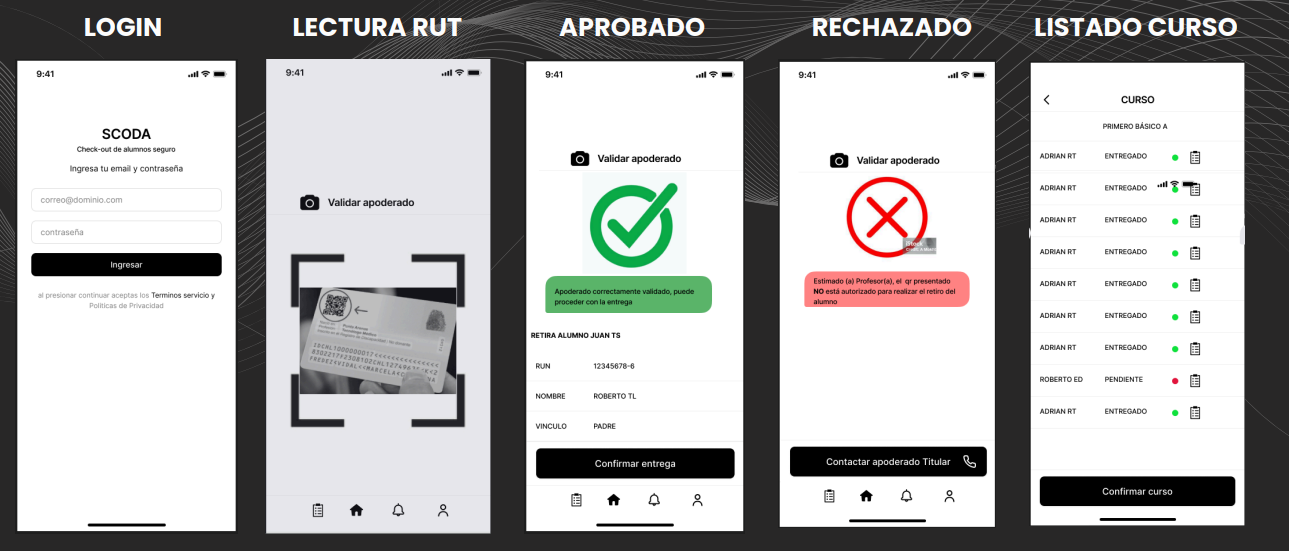 LOGIN
LECTURA RUT
APROBADO
RECHAZADO
LISTADO CURSO
9:41
SCODA
Check-out de alumnos seguro
Ingresa tu email y contraseña
correo@dominio.com
contraseña
Ingresar
al presionar continuar aceptas los Terminos servicio y
Politicas de Privacidad
9:41
Validar apoderado
9:41
Validar apoderado
Apoderado correctamente validado, puede
proceder con la entrega
RETIRA ALUMNO JUAN TS
RUN 12345678-6
NOMBRE ROBERTO TL
VINCULO PADRE
Confirmar entrega
9:41
Validar apoderado
iStock
Estimado (a) Profesor(a), el qr presentado
NO está autorizado para realizar el retiro del
alumno
Contactar apoderado Titular
CURSO
PRIMERO BÁSICO A
ADRIAN RT ENTREGADO
ADRIAN RT ENTREGADO
ADRIAN RT ENTREGADO
ADRIAN RT ENTREGADO
ADRIAN RT ENTREGADO
ADRIAN RT ENTREGADO
ADRIAN RT ENTREGADO
ROBERTO ED PENDIENTE
ADRIAN RT ENTREGADO
Confirmar curso